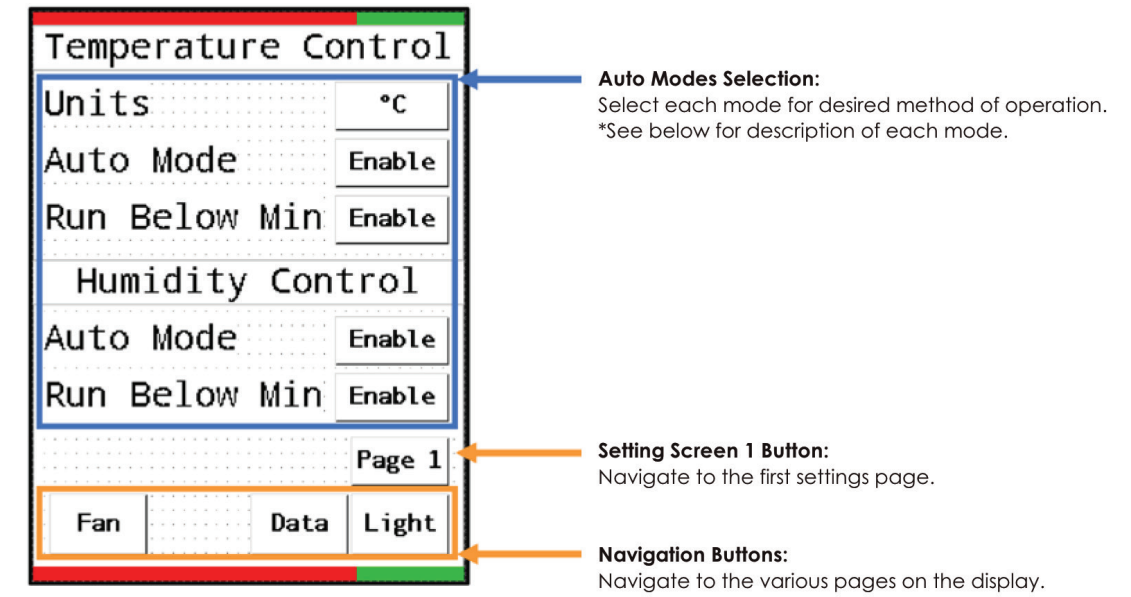 Temperature Control
Units °C
Auto Mode Enable
Run Below Min Enable
Humidity Control
Auto Mode Enable
Run Below Min Enable
Page 1
Fan Data Light
Auto Modes Selection:
Select each mode for desired method of operation.
*See below for description of each mode.
Setting Screen 1 Button:
Navigate to the first settings page.
Navigation Buttons:
Navigate to the various pages on the display.